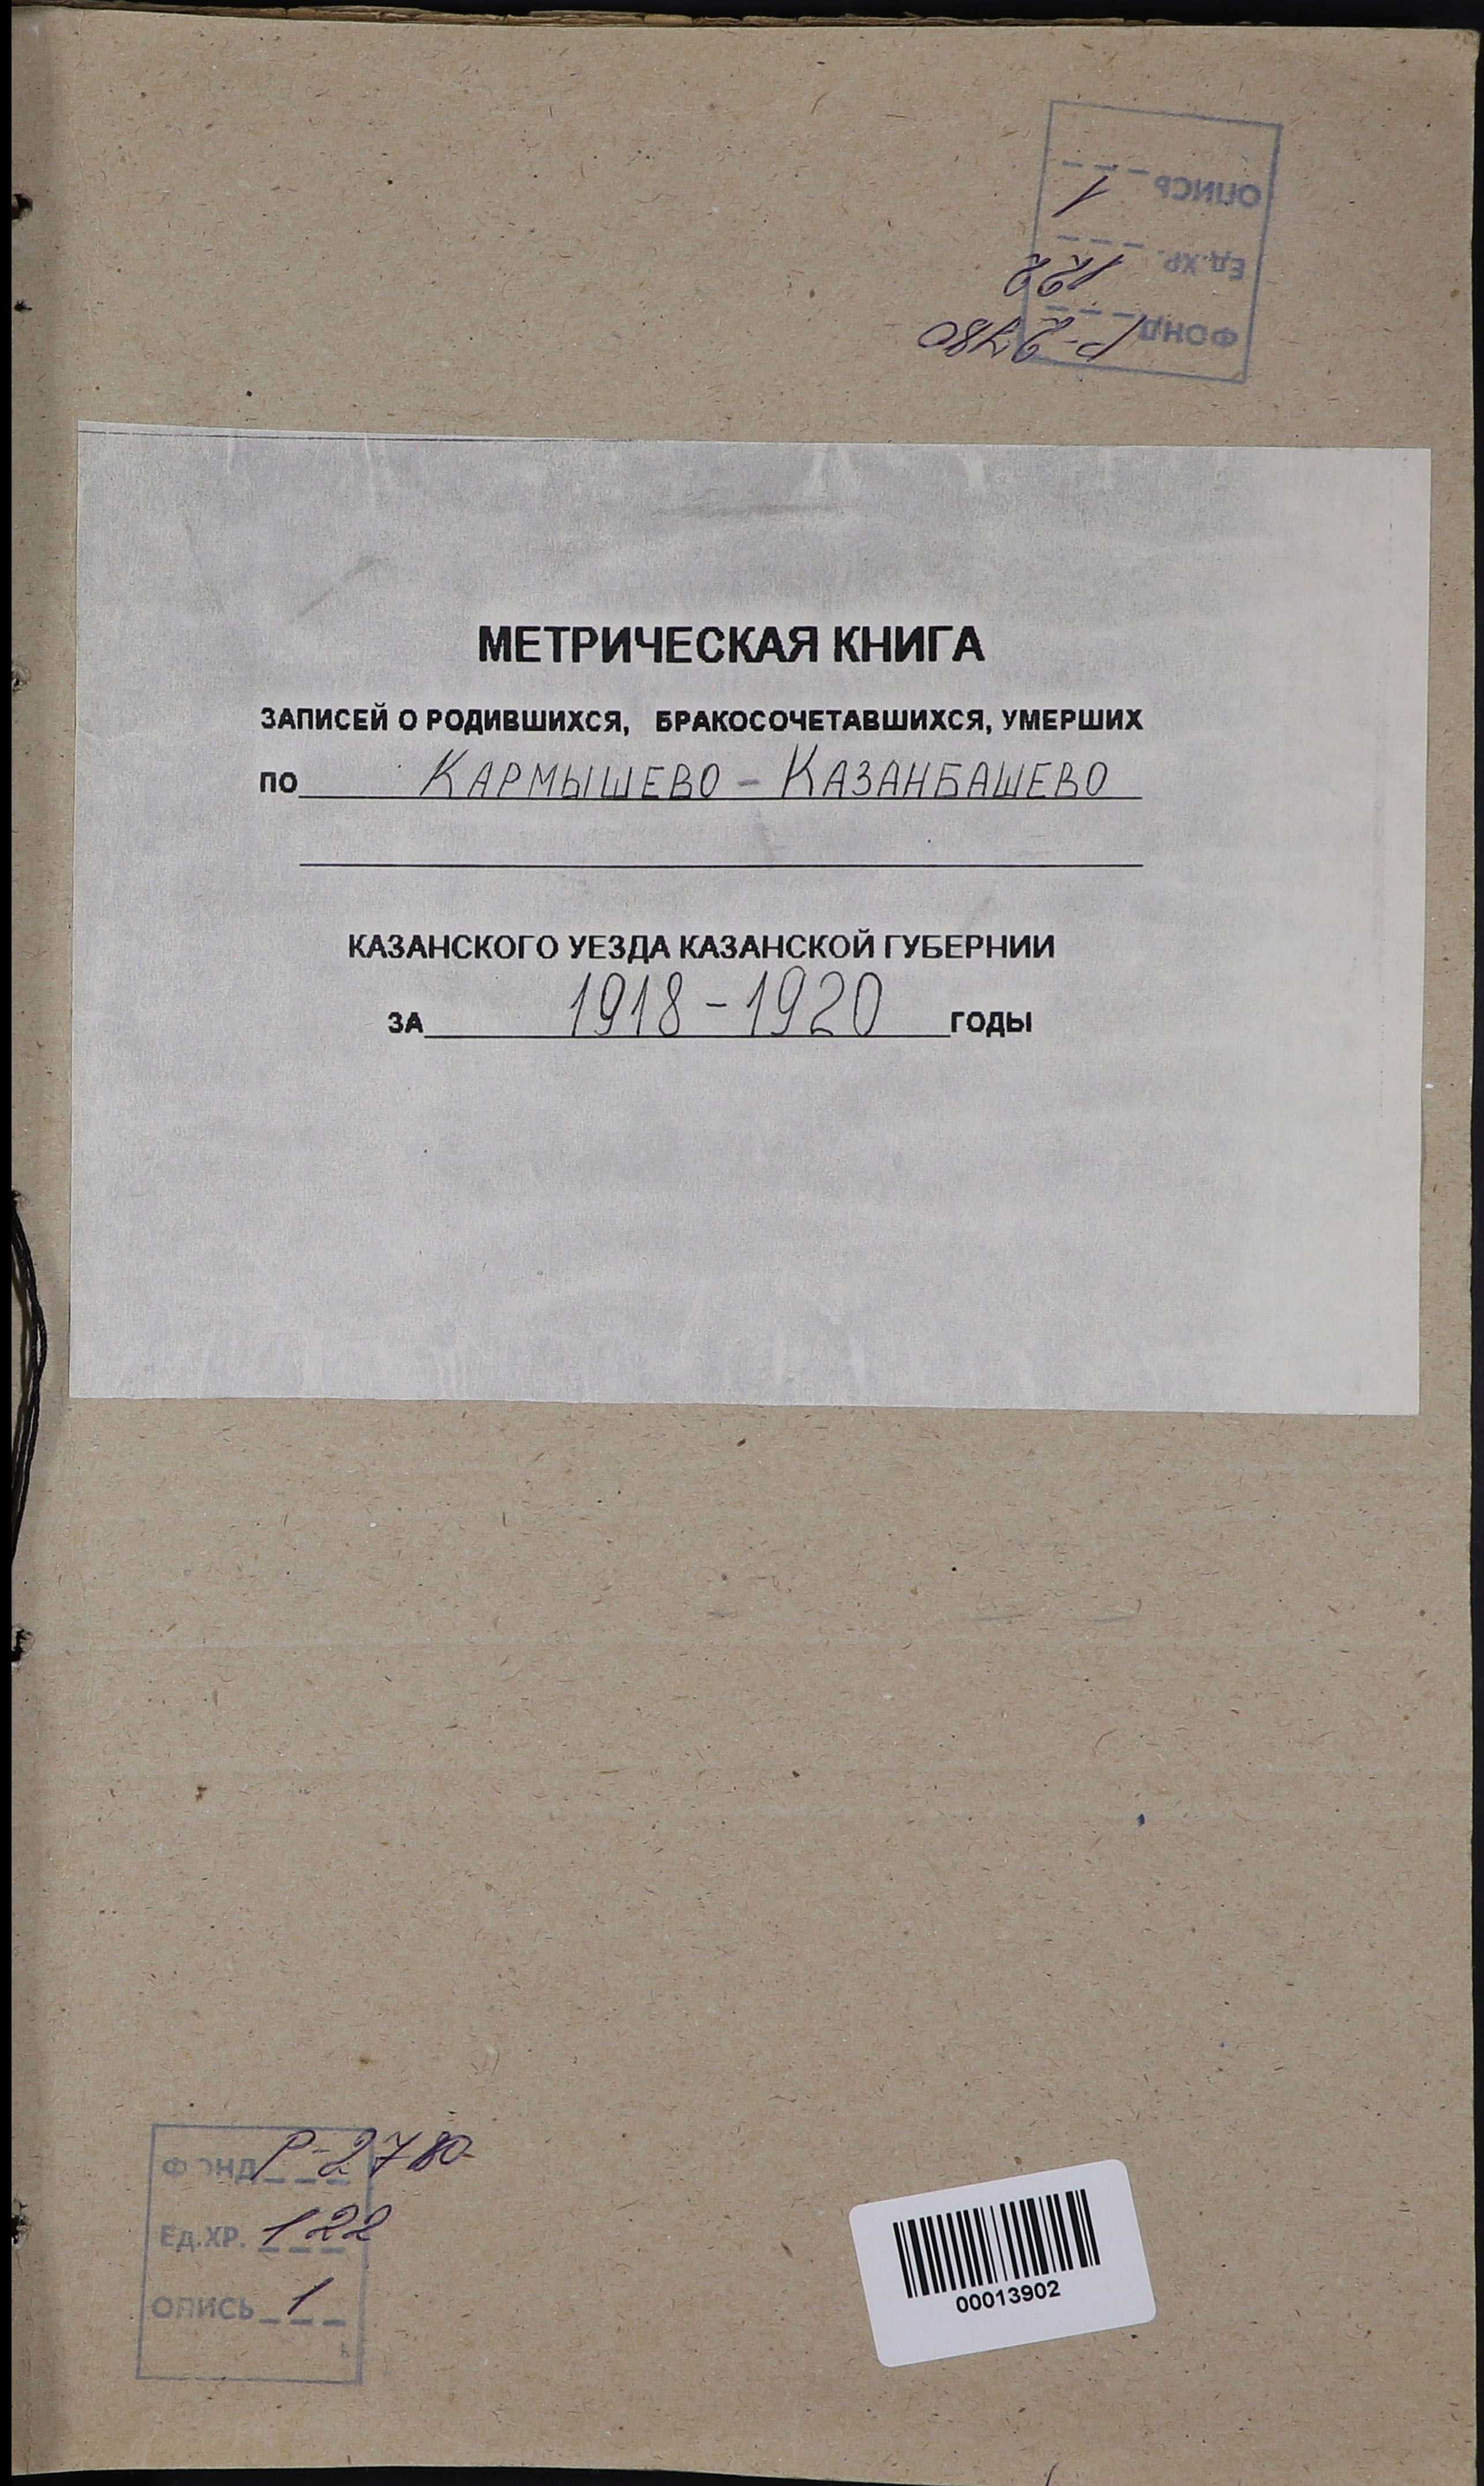 ОПИСЬ 1
ЕД.ХР. 122
ФОНД Р-2780
МЕТРИЧЕСКАЯ КНИГА
ЗАПИСЕЙ О РОДИВШИХСЯ, БРАКОСОЧЕТАВШИХСЯ, УМЕРШИХ
ПО КАРМЫШЕВО - КАЗАНБАШЕВО
КАЗАНСКОГО УЕЗДА КАЗАНСКОЙ ГУБЕРНИИ
ЗА 1918-1920 ГОДЫ
ФОНД Р-2780
ЕД.ХР. 122
ОПИСЬ 1
00013902